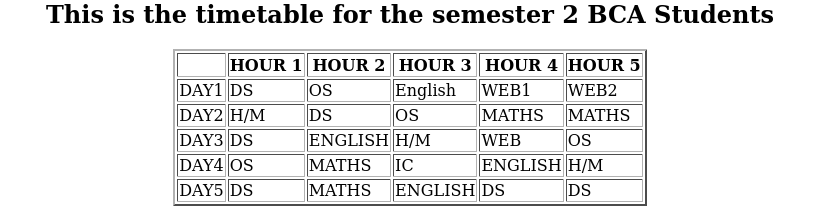 This is the timetable for the semester 2 BCA Students
HOUR 1 HOUR 2 HOUR 3 HOUR 4 HOUR 5
DAY1 DS OS English WEB1 WEB2
DAY2 H/M DS OS MATHS MATHS
DAY3 DS ENGLISH H/M WEB OS
DAY4 OS MATHS IC ENGLISH H/M
DAY5 DS MATHS ENGLISH DS DS